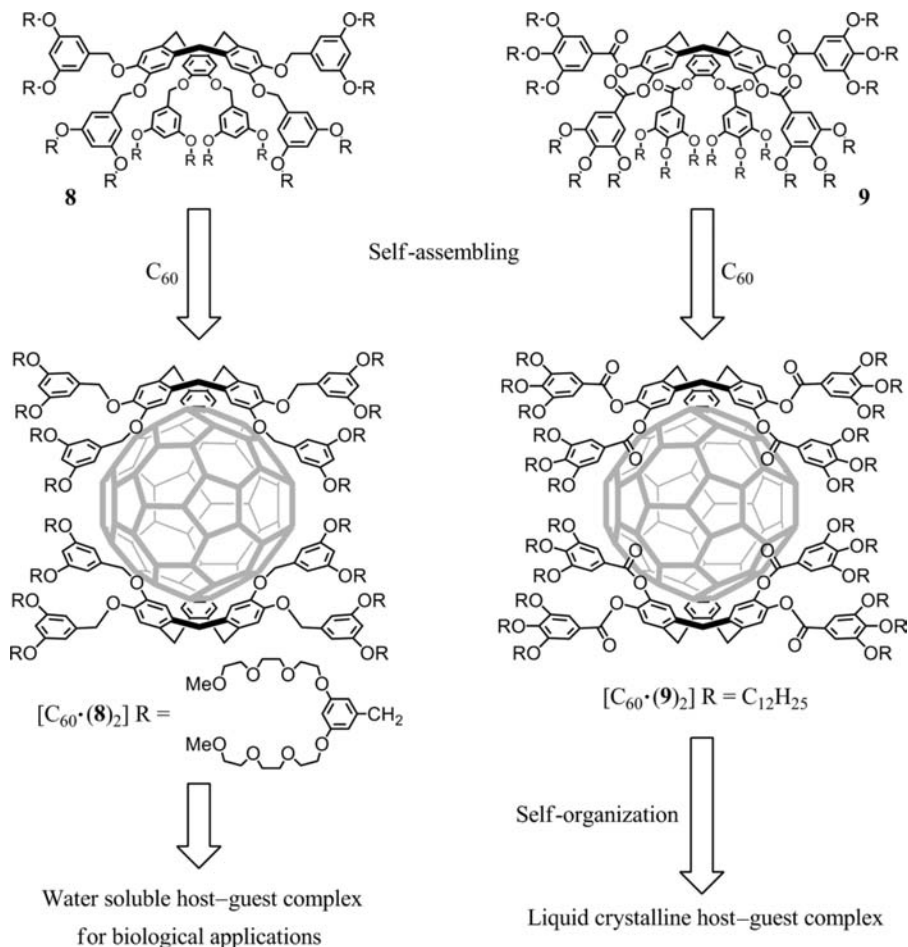 R-O O-R
O O
R-O O O O O O-R
O O O O
R R R R R R
8
R-O O O O-R
R-O O O O-R
R-O O O O-R
R R R R R R R R
9
Self-assembling
C₆₀
C₆₀
RO OR
RO OR
RO OR
OR OR
RO OR
RO OR
RO OR
MeO O O O
CH₂
MeO O O O
[C₆₀·(8)₂] R =
[C₆₀·(9)₂] R = C₁₂H₂₅
Self-organization
Water soluble host–guest complex
for biological applications
Liquid crystalline host–guest complex